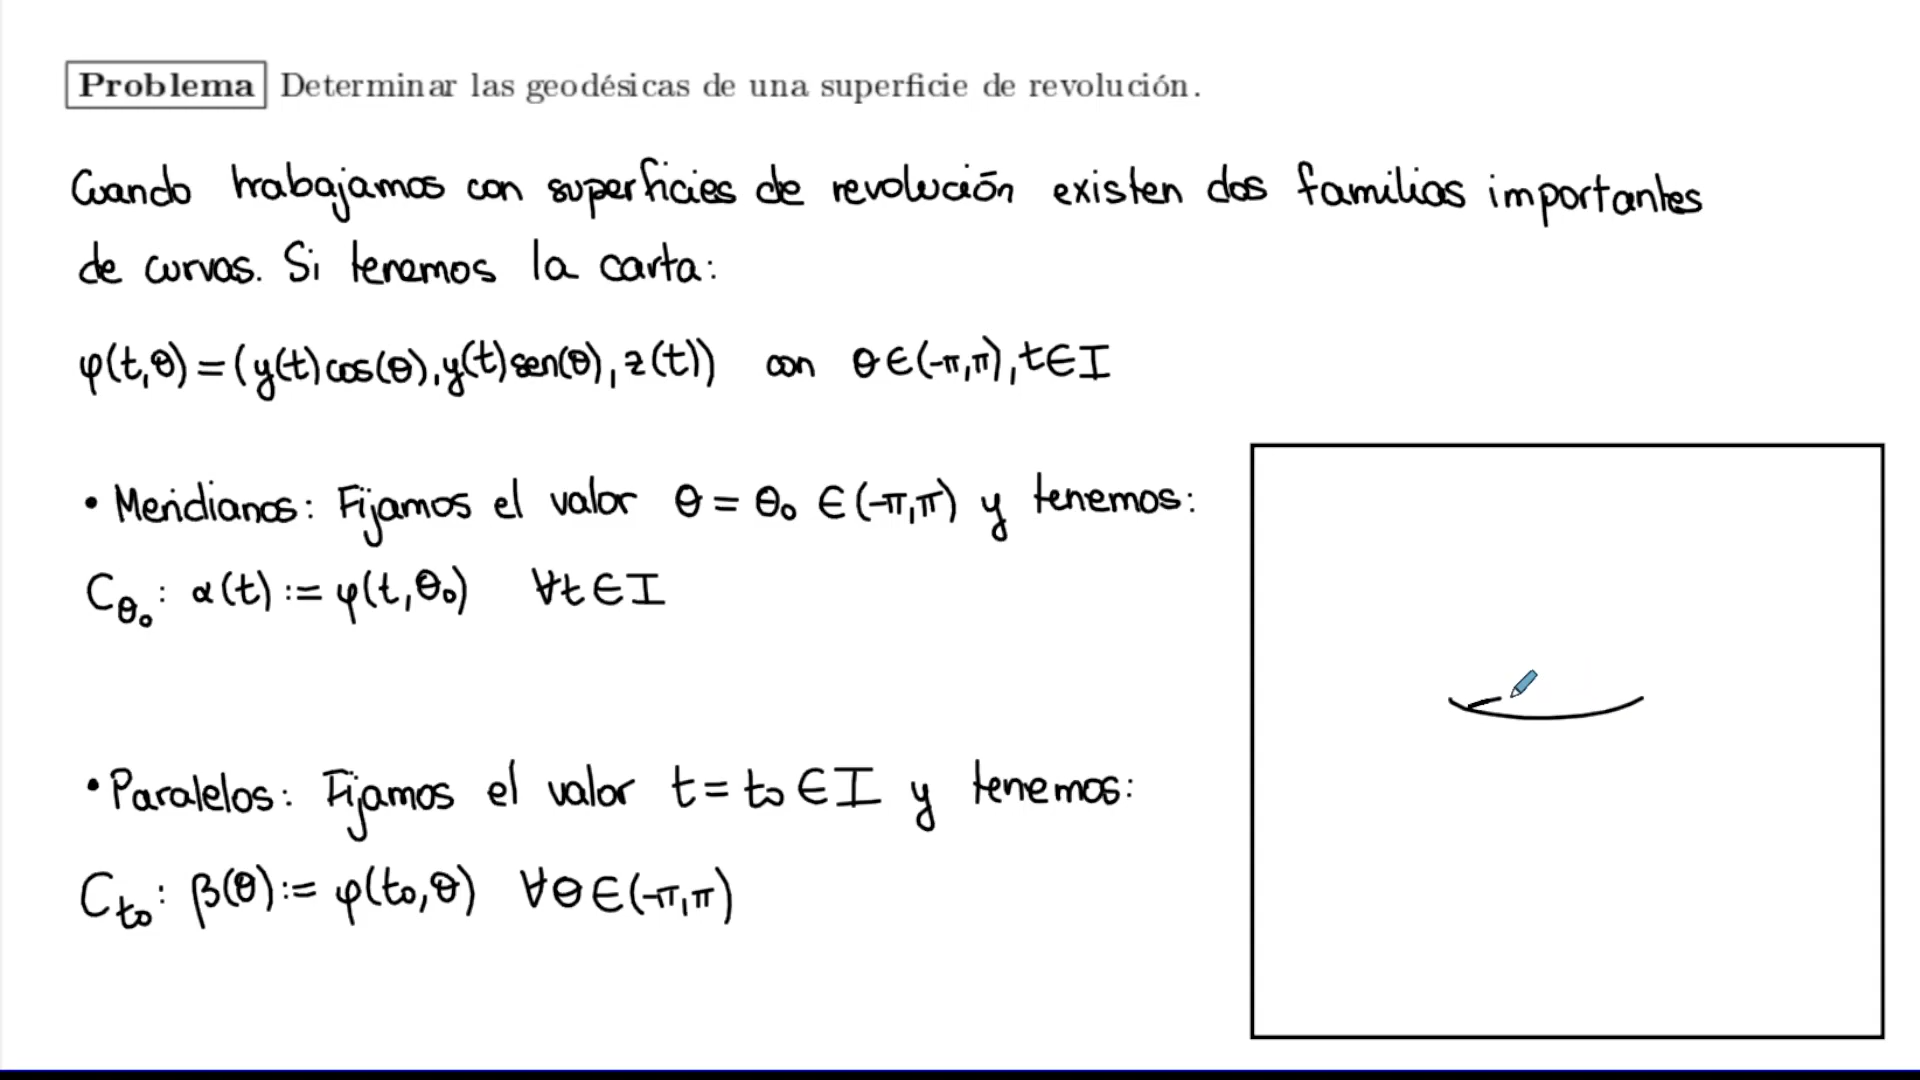 Problema Determinar las geodésicas de una superficie de revolución.
Cuando trabajamos con superficies de revolución existen dos familias importantes
de curvas. Si tenemos la carta:
φ(t,θ) = (y(t)cos(θ), y(t)sen(θ), z(t)) con θ∈(-π,π), t∈I
• Meridianos: Fijamos el valor θ = θ₀ ∈ (-π,π) y tenemos:
C_θ₀: α(t) := φ(t,θ₀) ∀t∈I
• Paralelos: Fijamos el valor t = t₀ ∈ I y tenemos:
C_t₀: β(θ) := φ(t₀,θ) ∀θ∈(-π,π)